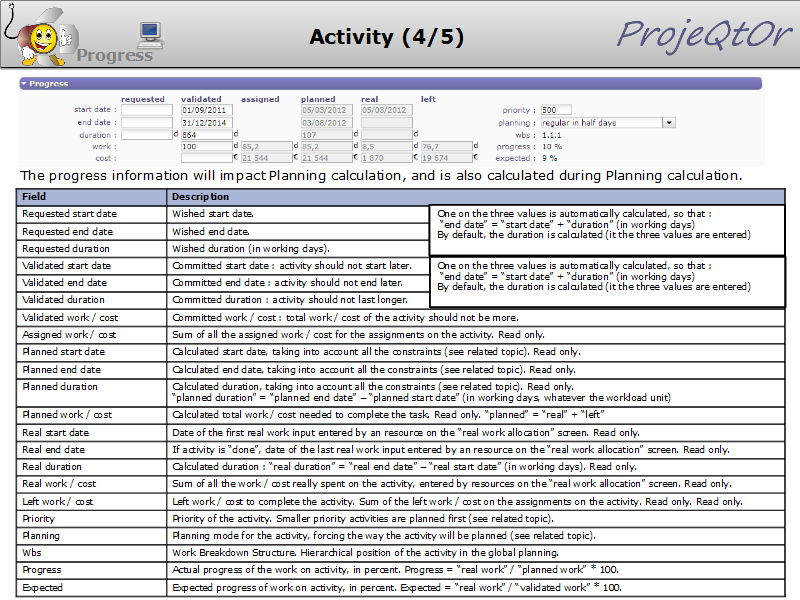 Progress
Activity (4/5)
ProjeQtOr
Progress
requested validated assigned planned real left
start date : 01/09/2011 05/03/2012 05/03/2012 priority : 500
end date : 31/12/2014 03/08/2012 planning : regular in half days
duration : d 864 d 107 d d wbs : 1.1.1
work : 100 d 85,2 d 85,2 d 8,5 d 76,7 d progress : 10 %
cost : € 21 544 € 21 544 € 1 870 € 19 674 € expected : 9 %
The progress information will impact Planning calculation, and is also calculated during Planning calculation.
Field Description
Requested start date Wished start date.
Requested end date Wished end date.
Requested duration Wished duration (in working days).
One on the three values is automatically calculated, so that :
"end date" = "start date" + "duration" (in working days)
By default, the duration is calculated (it the three values are entered)
Validated start date Committed start date : activity should not start later.
Validated end date Committed end date : activity should not end later.
Validated duration Committed duration : activity should not last longer.
One on the three values is automatically calculated, so that :
"end date" = "start date" + "duration" (in working days)
By default, the duration is calculated (it the three values are entered)
Validated work / cost Committed work / cost : total work / cost of the activity should not be more.
Assigned work / cost Sum of all the assigned work / cost for the assignments on the activity. Read only.
Planned start date Calculated start date, taking into account all the constraints (see related topic). Read only.
Planned end date Calculated end date, taking into account all the constraints (see related topic). Read only.
Planned duration Calculated duration, taking into account all the constraints (see related topic). Read only.
"planned duration" = "planned end date" – "planned start date" (in working days, whatever the workload unit)
Planned work / cost Calculated total work / cost needed to complete the task. Read only. "planned" = "real" + "left"
Real start date Date of the first real work input entered by an resource on the "real work allocation" screen. Read only.
Real end date If activity is "done", date of the last real work input entered by an resource on the "real work allocation" screen. Read only.
Real duration Calculated duration : "real duration" = "real end date" – "real start date" (in working days). Read only.
Real work / cost Sum of all the work / cost really spent on the activity, entered by resources on the "real work allocation" screen. Read only.
Left work / cost Left work / cost to complete the activity. Sum of the left work / cost on the assignments on the activity. Read only. Read only.
Priority Priority of the activity. Smaller priority activities are planned first (see related topic).
Planning Planning mode for the activity, forcing the way the activity will be planned (see related topic).
Wbs Work Breakdown Structure. Hierarchical position of the activity in the global planning.
Progress Actual progress of the work on activity, in percent. Progress = "real work" / "planned work" * 100.
Expected Expected progress of work on activity, in percent. Expected = "real work" / "validated work" * 100.